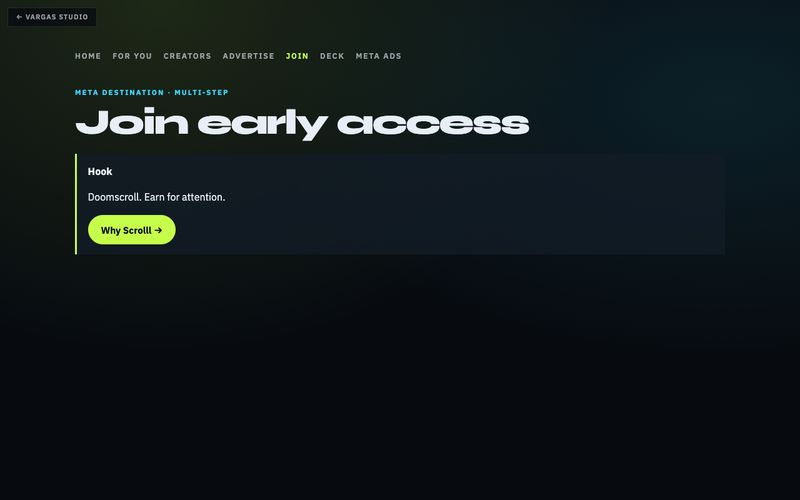 ← VARGAS STUDIO
HOME FOR YOU CREATORS ADVERTISE JOIN DECK META ADS
META DESTINATION · MULTI-STEP
Join early access
Hook
Doomscroll. Earn for attention.
Why Scrolll →